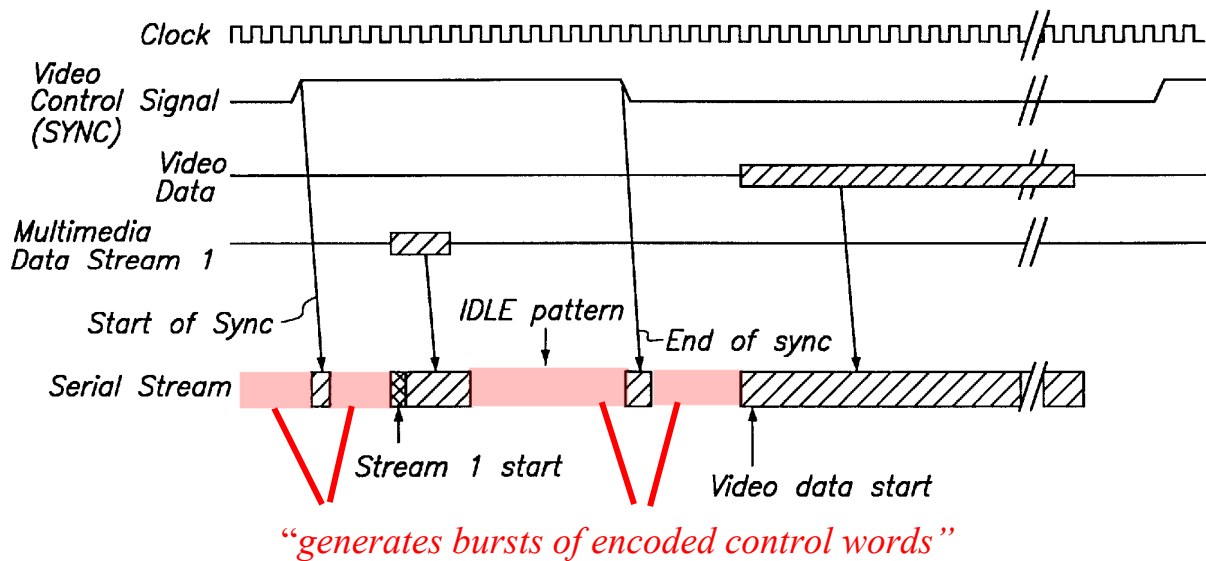 Clock
Video
Control Signal
(SYNC)
Video
Data
Multimedia
Data Stream 1
Start of Sync
IDLE pattern
End of sync
Serial Stream
Stream 1 start
Video data start
“generates bursts of encoded control words”